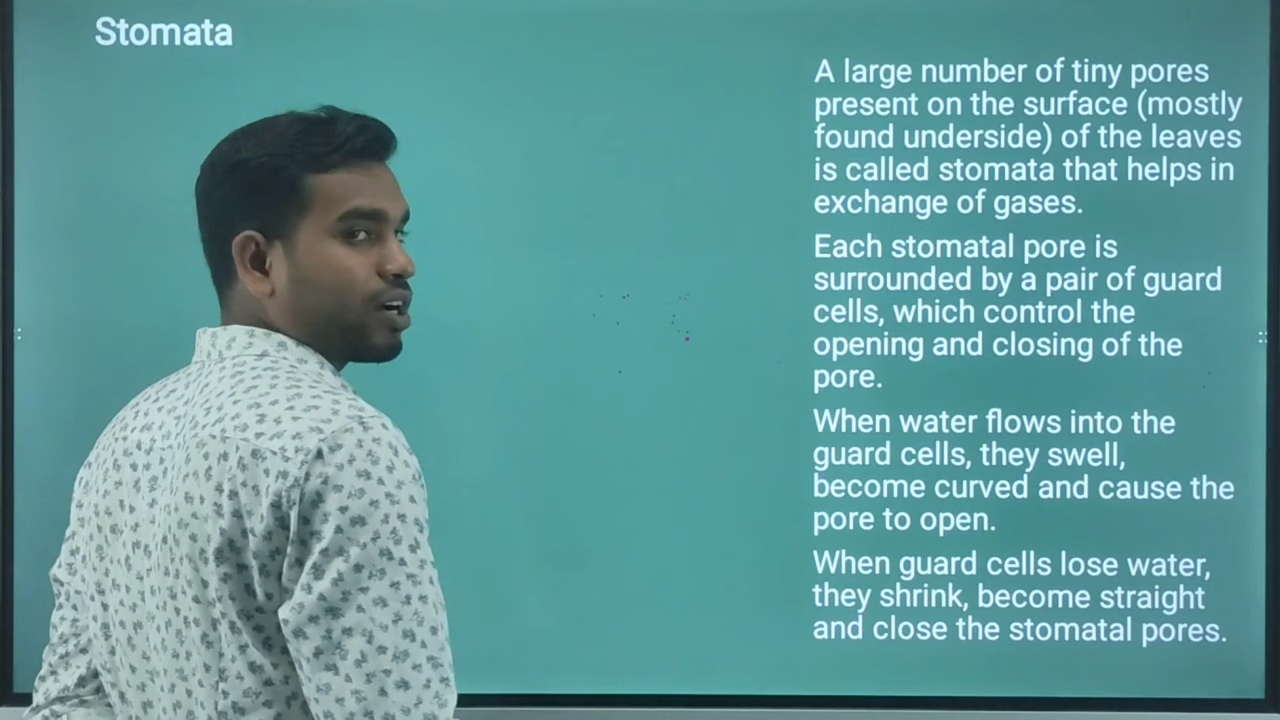 Stomata
A large number of tiny pores
present on the surface (mostly
found underside) of the leaves
is called stomata that helps in
exchange of gases.
Each stomatal pore is
surrounded by a pair of guard
cells, which control the
opening and closing of the
pore.
When water flows into the
guard cells, they swell,
become curved and cause the
pore to open.
When guard cells lose water,
they shrink, become straight
and close the stomatal pores.